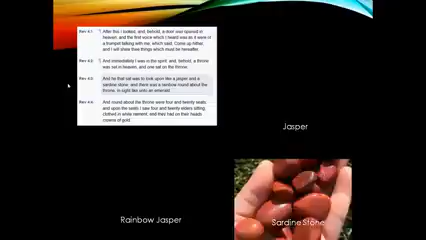 Rev 4:1 ¶ After this I looked, and, behold, a door was opened in
heaven: and the first voice which I heard was as it were of
a trumpet talking with me; which said, Come up hither,
and I will shew thee things which must be hereafter.
Rev 4:2 ¶ And immediately I was in the spirit: and, behold, a throne
was set in heaven, and one sat on the throne.
Rev 4:3 And he that sat was to look upon like a jasper and a
sardine stone: and there was a rainbow round about the
throne, in sight like unto an emerald.
Rev 4:4 And round about the throne were four and twenty seats:
and upon the seats I saw four and twenty elders sitting,
clothed in white raiment; and they had on their heads
crowns of gold.
Jasper
Rainbow Jasper
Sardine Stone